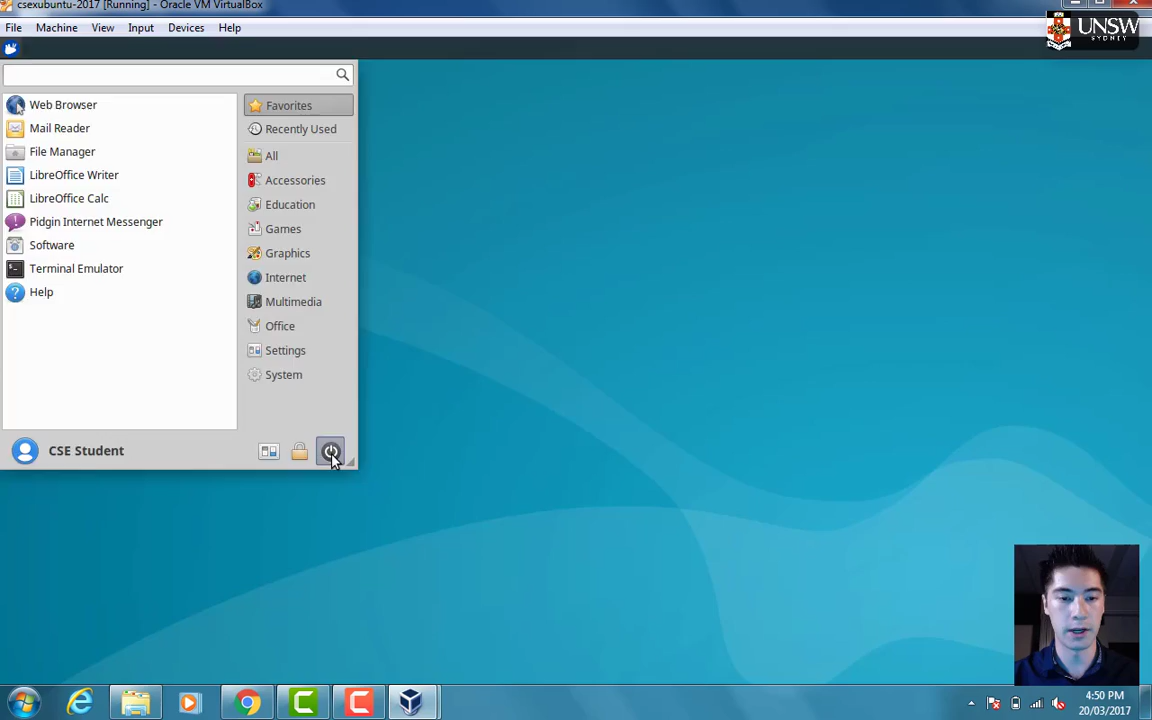 csexubuntu-2017 [Running] - Oracle VM VirtualBox
File Machine View Input Devices Help
UNSW
SYDNEY
Web Browser
Mail Reader
File Manager
LibreOffice Writer
LibreOffice Calc
Pidgin Internet Messenger
Software
Terminal Emulator
Help
Favorites
Recently Used
All
Accessories
Education
Games
Graphics
Internet
Multimedia
Office
Settings
System
CSE Student
4:50 PM
20/03/2017